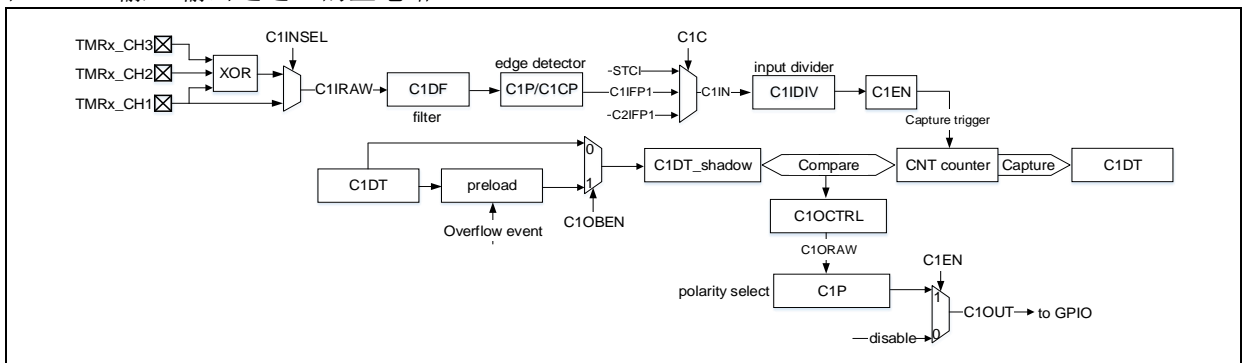 TMRx_CH3
TMRx_CH2
TMRx_CH1
XOR
C1INSEL
C1IRAW
C1DF
filter
edge detector
C1P/C1CP
STCI
C1IFP1
C2IFP1
C1C
C1IN
input divider
C1IDIV
C1EN
Capture trigger
C1DT
preload
Overflow event
0
1
C1OBEN
C1DT_shadow
Compare
CNT counter
Capture
C1DT
C1OCTRL
C1ORAW
polarity select
C1P
C1EN
1
0
disable
C1OUT
to GPIO